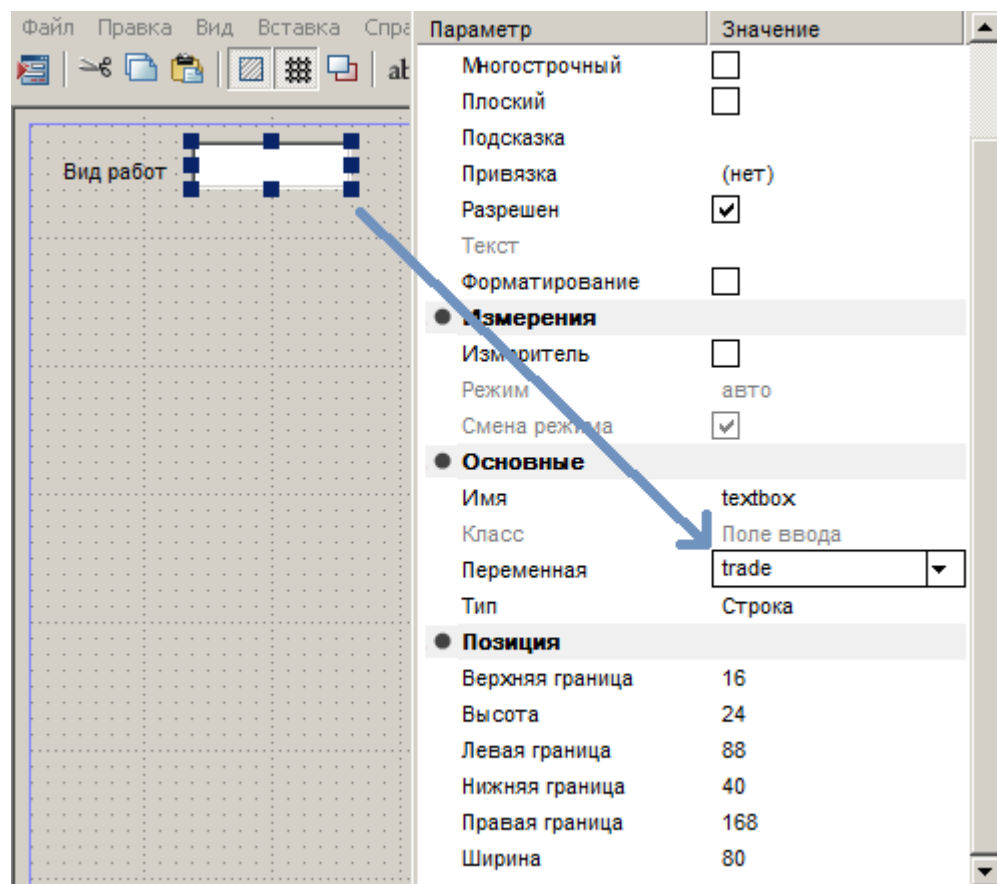 Файл Правка Вид Вставка Спра
ab
Вид работ
Параметр Значение
Многострочный
Плоский
Подсказка
Привязка (нет)
Разрешен
Текст
Форматирование
Измерения
Измеритель
Режим авто
Смена режима
Основные
Имя textbox
Класс Поле ввода
Переменная trade
Тип Строка
Позиция
Верхняя граница 16
Высота 24
Левая граница 88
Нижняя граница 40
Правая граница 168
Ширина 80